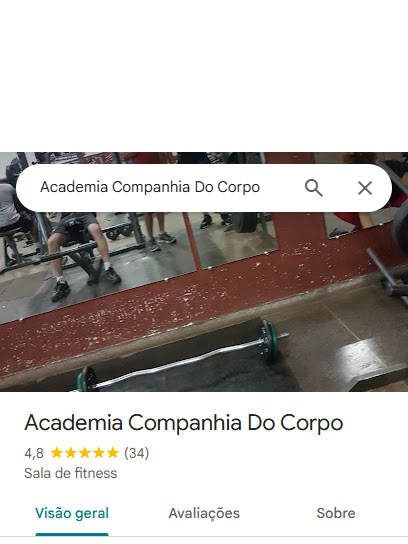 Academia Companhia Do Corpo
Academia Companhia Do Corpo
4,8 (34)
Sala de fitness
Visão geral Avaliações Sobre